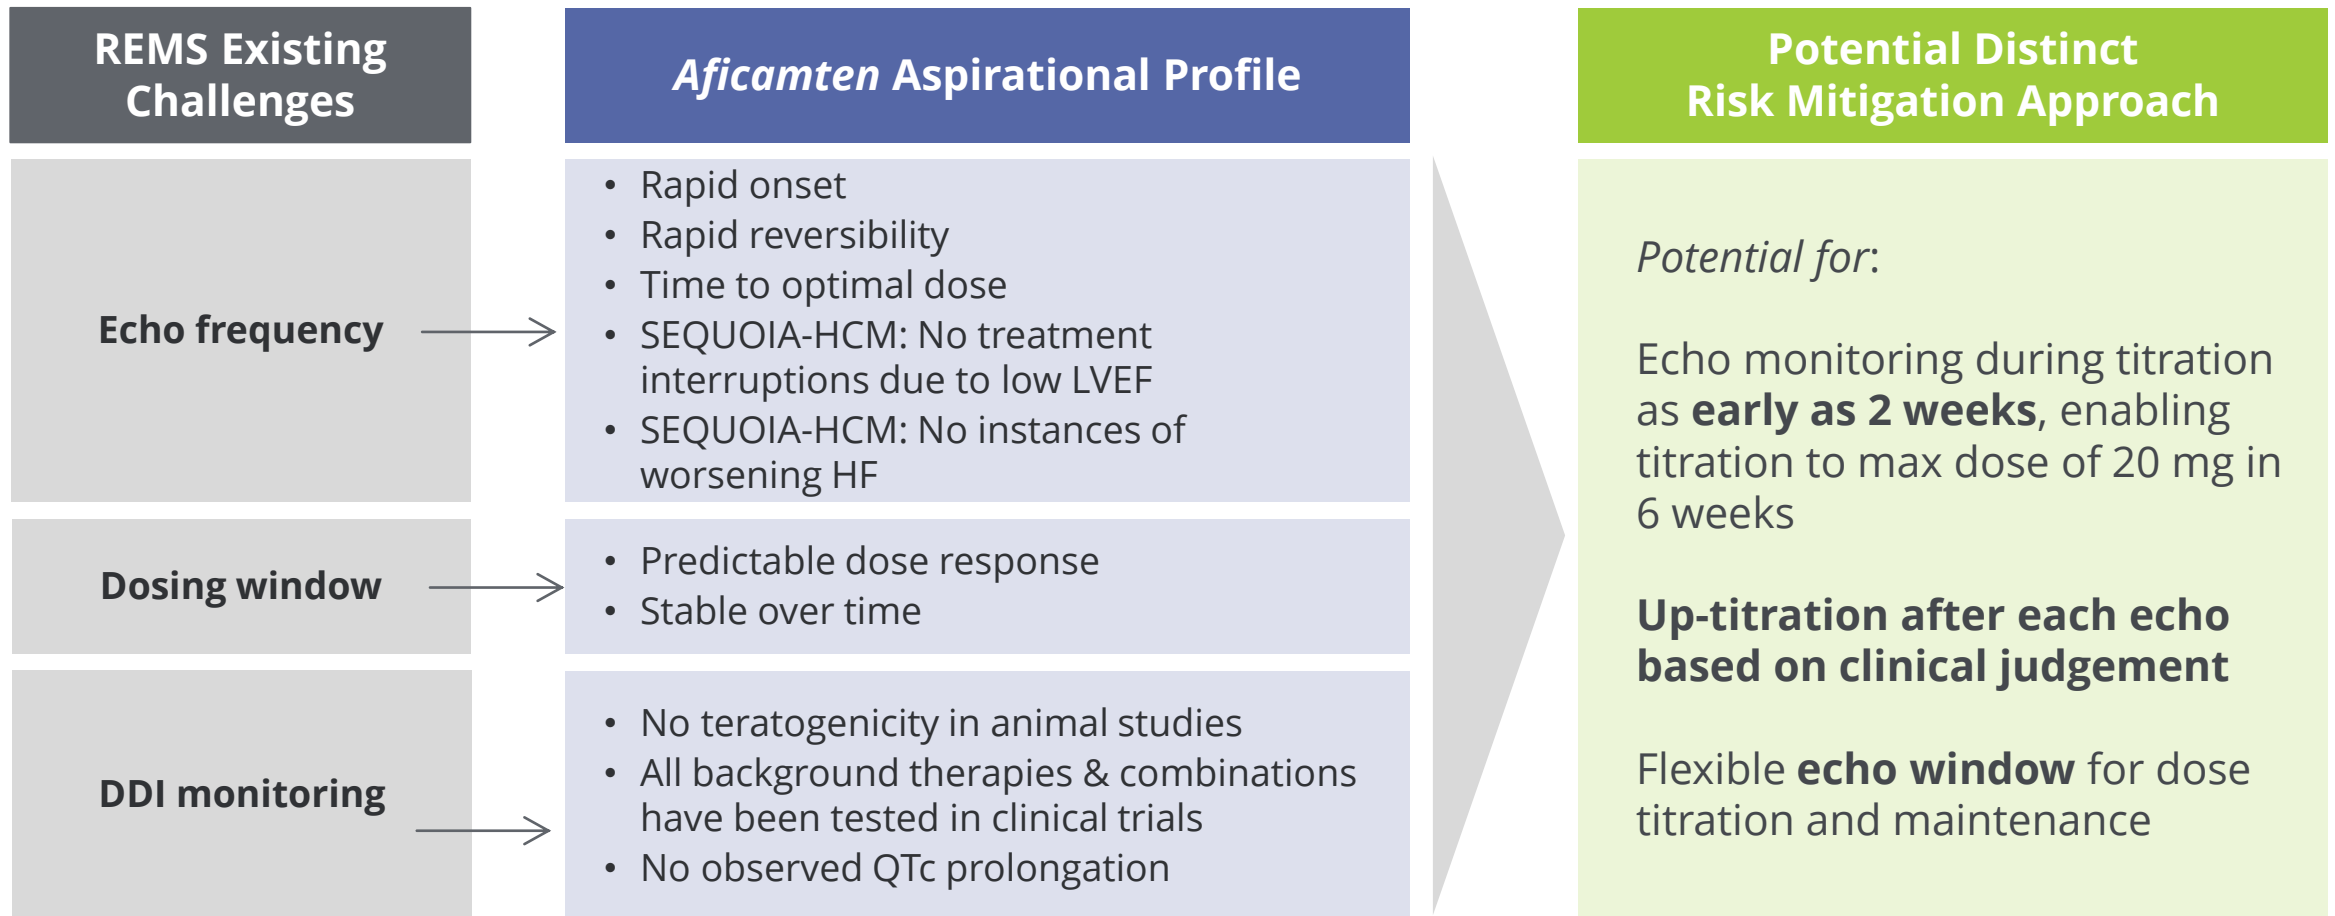 REMS Existing
Challenges
Aficamten Aspirational Profile
Potential Distinct
Risk Mitigation Approach
Echo frequency
• Rapid onset
• Rapid reversibility
• Time to optimal dose
• SEQUOIA-HCM: No treatment
interruptions due to low LVEF
• SEQUOIA-HCM: No instances of
worsening HF
Dosing window
• Predictable dose response
• Stable over time
DDI monitoring
• No teratogenicity in animal studies
• All background therapies & combinations
have been tested in clinical trials
• No observed QTc prolongation
Potential for:
Echo monitoring during titration
as early as 2 weeks, enabling
titration to max dose of 20 mg in
6 weeks
Up-titration after each echo
based on clinical judgement
Flexible echo window for dose
titration and maintenance